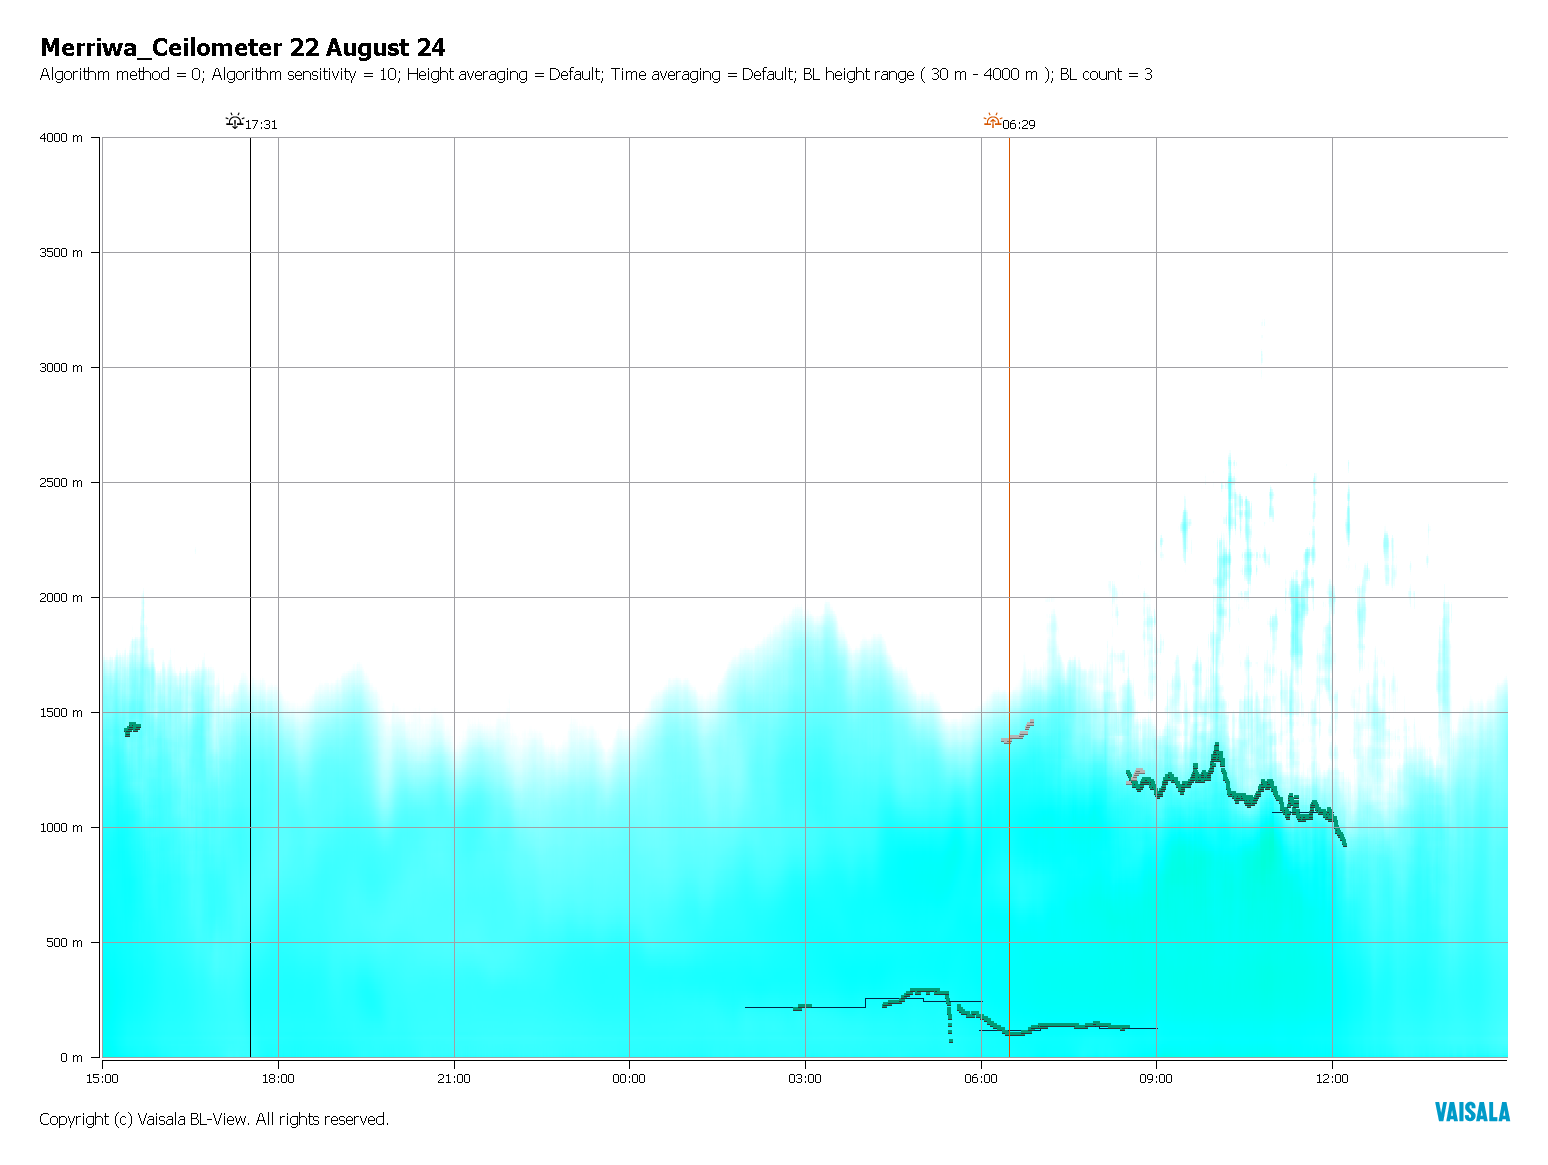 Merriwa_Ceilometer 22 August 24
Algorithm method = 0; Algorithm sensitivity = 10; Height averaging = Default; Time averaging = Default; BL height range ( 30 m - 4000 m ); BL count = 3
17:31
06:29
4000 m
3500 m
3000 m
2500 m
2000 m
1500 m
1000 m
500 m
0 m
15:00 18:00 21:00 00:00 03:00 06:00 09:00 12:00
Copyright (c) Vaisala BL-View. All rights reserved.
VAISALA